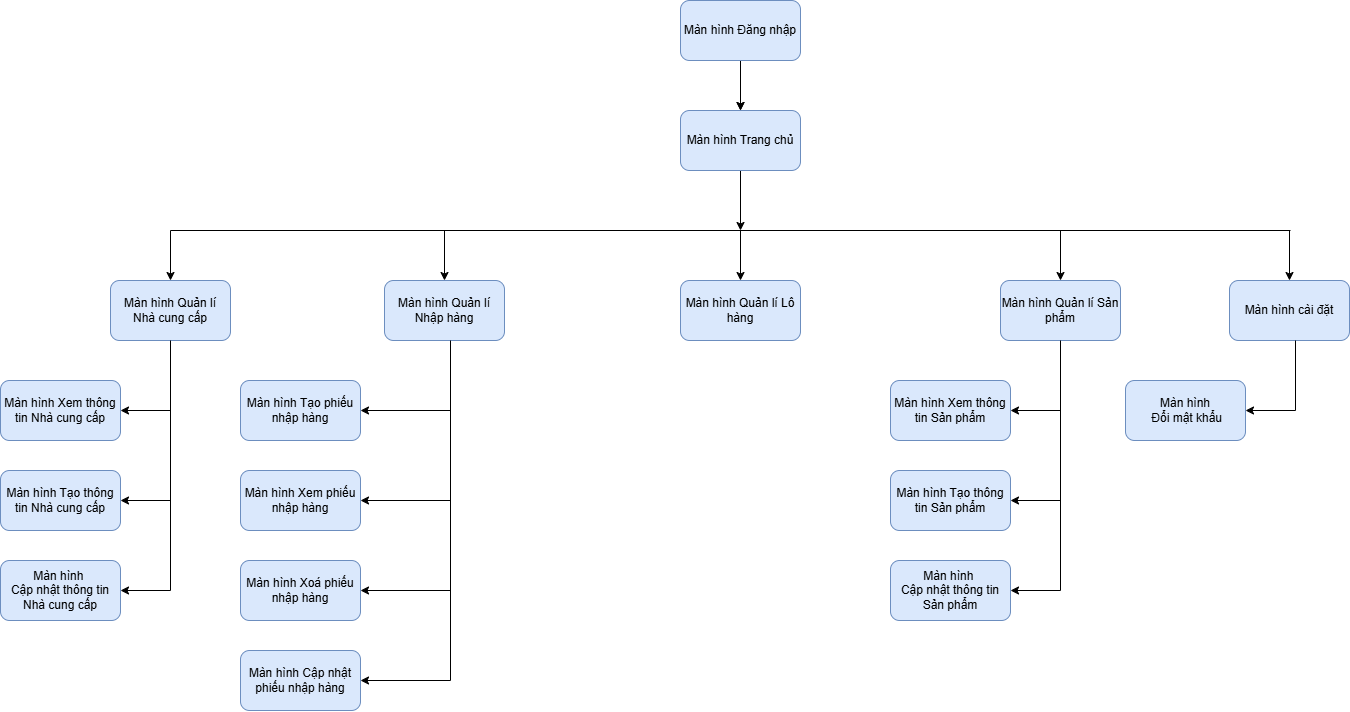 Màn hình Đăng nhập
Màn hình Trang chủ
Màn hình Quản lí
Nhà cung cấp
Màn hình Quản lí
Nhập hàng
Màn hình Quản lí Lô
hàng
Màn hình Quản lí Sản
phẩm
Màn hình cài đặt
Màn hình Xem thông
tin Nhà cung cấp
Màn hình Tạo thông
tin Nhà cung cấp
Màn hình
Cập nhật thông tin
Nhà cung cấp
Màn hình Tạo phiếu
nhập hàng
Màn hình Xem phiếu
nhập hàng
Màn hình Xoá phiếu
nhập hàng
Màn hình Cập nhật
phiếu nhập hàng
Màn hình Xem thông
tin Sản phẩm
Màn hình Tạo thông
tin Sản phẩm
Màn hình
Cập nhật thông tin
Sản phẩm
Màn hình
Đổi mật khẩu